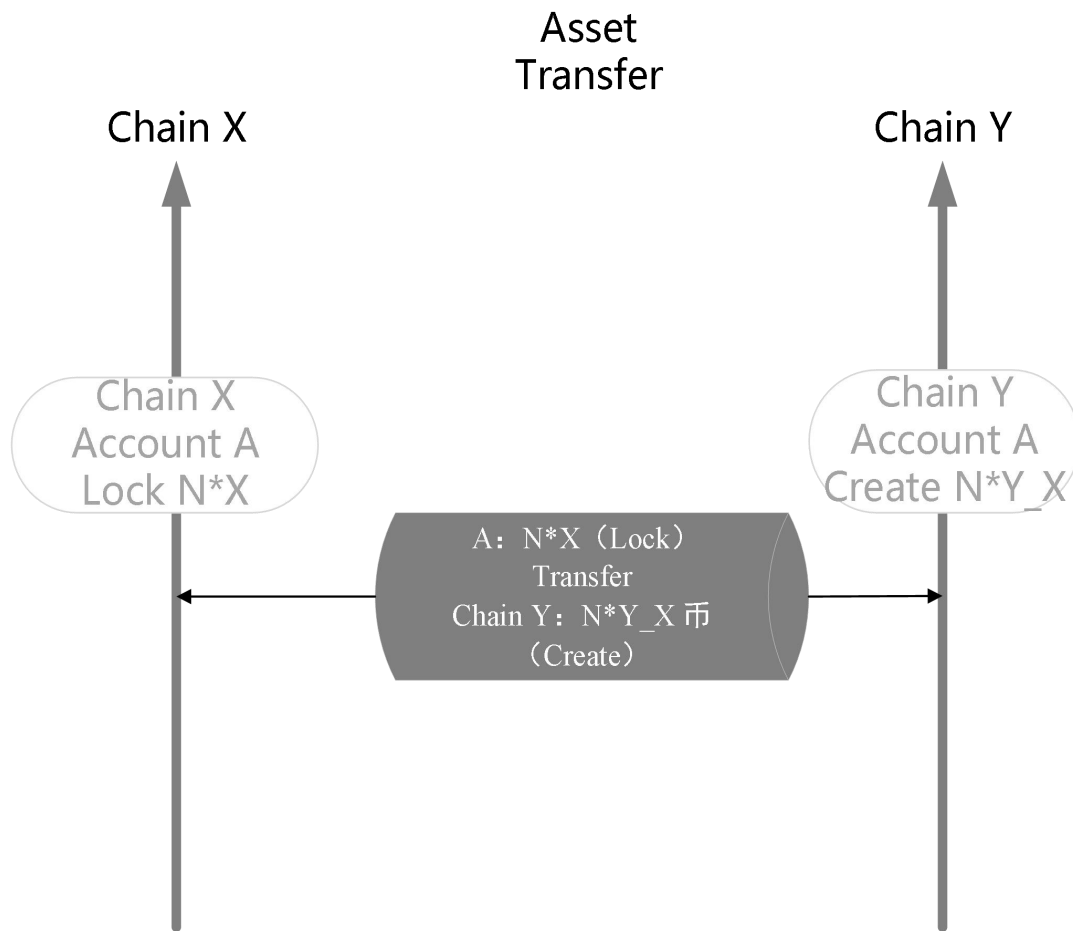 Asset
Transfer
Chain X
Chain Y
Chain X
Account A
Lock N*X
Chain Y
Account A
Create N*Y_X
A：N*X（Lock）
Transfer
Chain Y：N*Y_X 币
（Create）